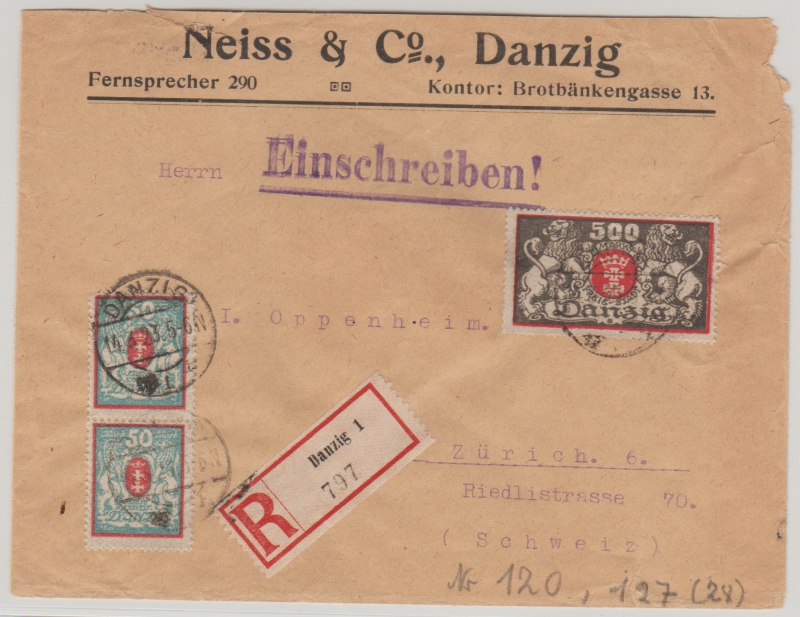 Neiss & Co., Danzig
Fernsprecher 290 Kontor: Brotbänkengasse 13.
Einschreiben!
Herrn
500
Danzig
DANZIG
I. Oppenheim.
50
Danzig 1
797
R
Zürich. 6.
Riedlistrasse 70.
(Schweiz)
Nr 120, 127 (28)